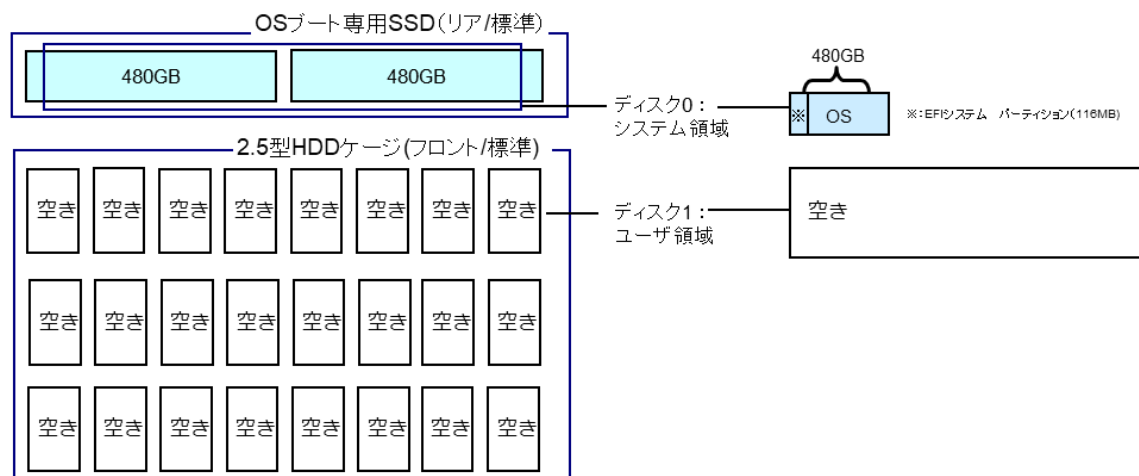 OSブート専用SSD(リア/標準)
480GB
480GB
480GB
ディスク0:
システム領域
※
OS
※:EFIシステム パーティション(116MB)
2.5型HDDケージ(フロント/標準)
空き 空き 空き 空き 空き 空き 空き 空き
ディスク1:
ユーザ領域
空き
空き 空き 空き 空き 空き 空き 空き 空き
空き 空き 空き 空き 空き 空き 空き 空き